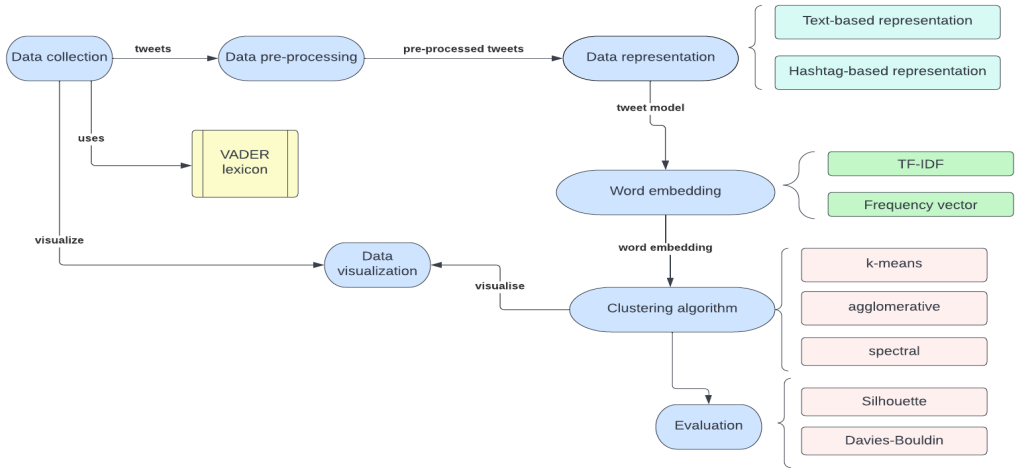 Data collection
tweets
Data pre-processing
pre-processed tweets
Data representation
Text-based representation
Hashtag-based representation
tweet model
uses
VADER
lexicon
Word embedding
TF-IDF
Frequency vector
visualize
Data
visualization
word embedding
visualise
Clustering algorithm
k-means
agglomerative
spectral
Evaluation
Silhouette
Davies-Bouldin